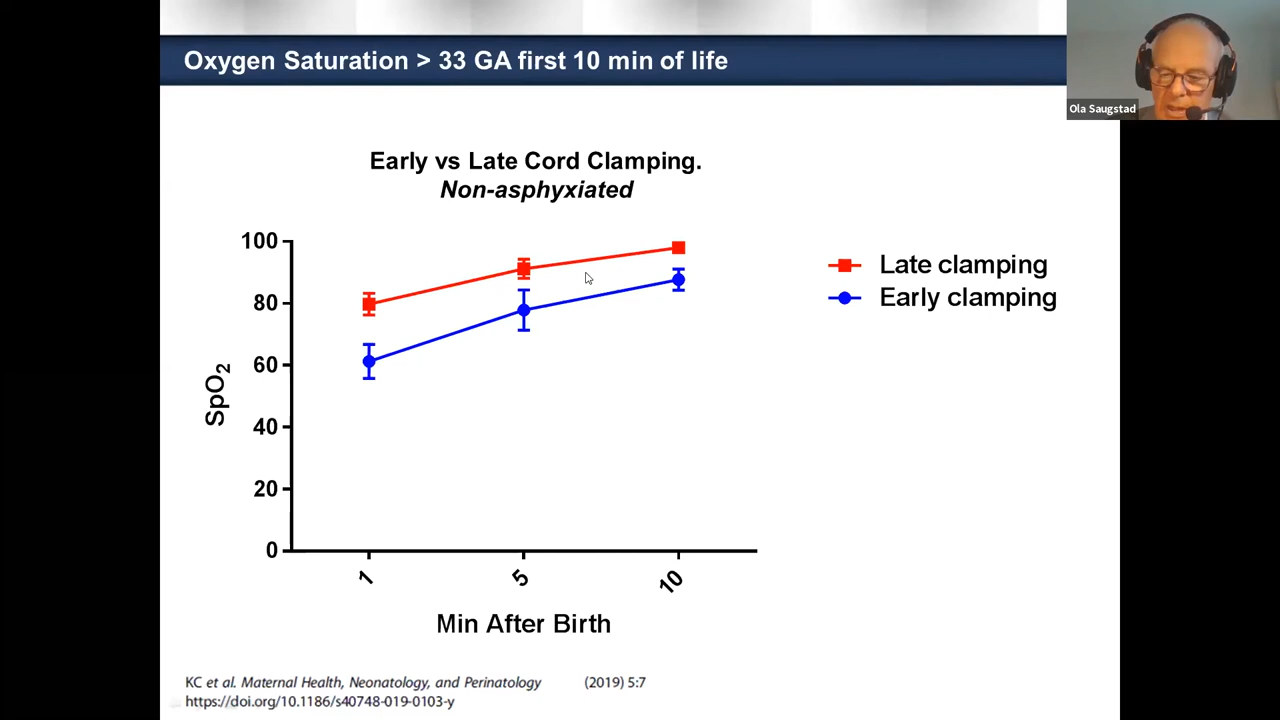 Oxygen Saturation > 33 GA first 10 min of life
Ola Saugstad
Early vs Late Cord Clamping.
Non-asphyxiated
100
80
60
40
20
0
SpO₂
1
5
10
Min After Birth
Late clamping
Early clamping
KC et al. Maternal Health, Neonatology, and Perinatology (2019) 5:7
https://doi.org/10.1186/s40748-019-0103-y